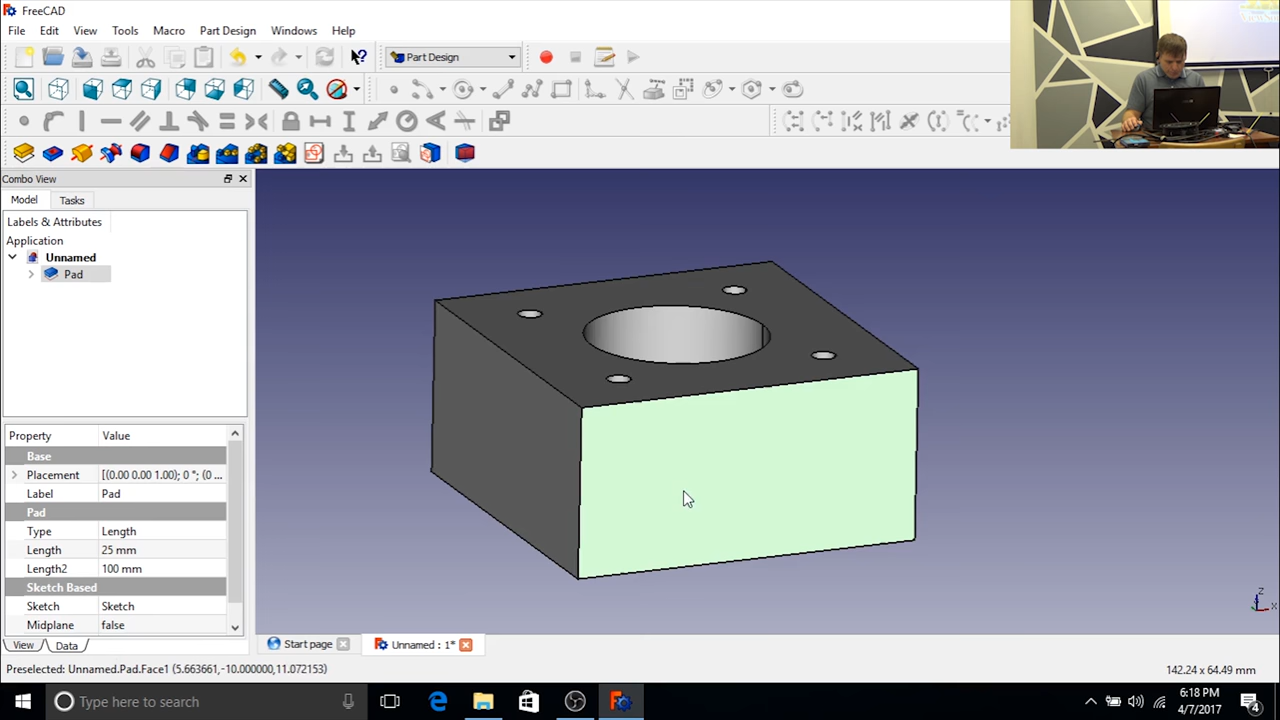 FreeCAD
File Edit View Tools Macro Part Design Windows Help
Part Design
Combo View
Model Tasks
Labels & Attributes
Application
Unnamed
Pad
Property Value
Base
Placement [(0.00 0.00 1.00); 0 °; (0 ...
Label Pad
Pad
Type Length
Length 25 mm
Length2 100 mm
Sketch Based
Sketch Sketch
Midplane false
View Data
Start page
Unnamed : 1*
Z
X
Preselected: Unnamed.Pad.Face1 (5.663661,-10.000000,11.072153)
142.24 x 64.49 mm
Type here to search
6:18 PM
4/7/2017
4